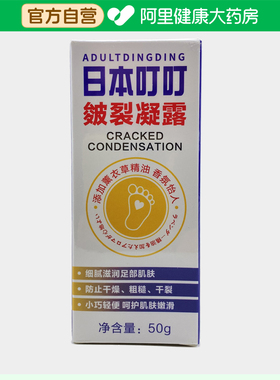 官方自营
阿里健康大药房
ADULTDINGDING
日本叮叮
皴裂凝露
CRACKED
CONDENSATION
添加薰衣草精油 香氛怡人
细腻滋润足部肌肤
防止干燥、粗糙、干裂
小巧轻便 呵护肌肤嫩滑
净含量：50g